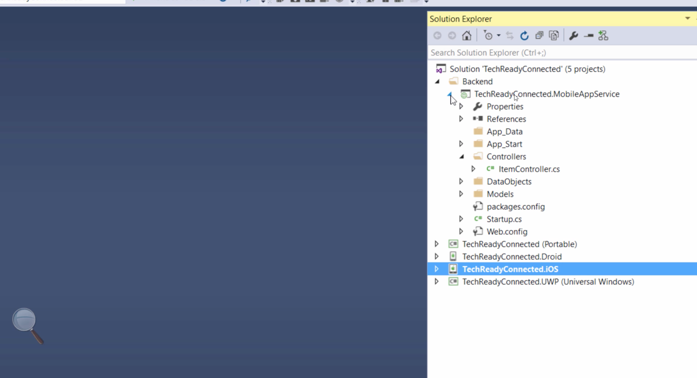 Solution Explorer
Search Solution Explorer (Ctrl+;)
Solution 'TechReadyConnected' (5 projects)
Backend
TechReadyConnected.MobileAppService
Properties
References
App_Data
App_Start
Controllers
C# ItemController.cs
DataObjects
Models
packages.config
C# Startup.cs
Web.config
C# TechReadyConnected (Portable)
TechReadyConnected.Droid
TechReadyConnected.iOS
C# TechReadyConnected.UWP (Universal Windows)